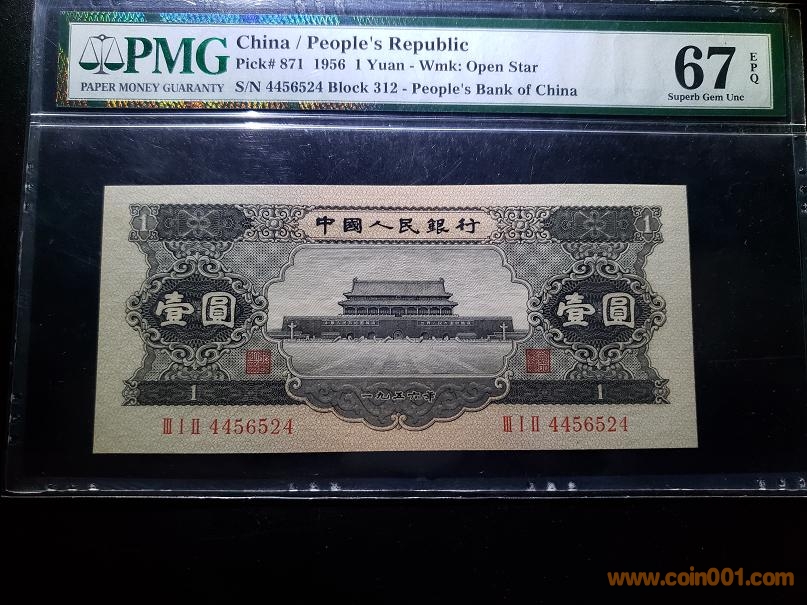 PMG
PAPER MONEY GUARANTY
China / People's Republic
Pick# 871 1956 1 Yuan - Wmk: Open Star
S/N 4456524 Block 312 - People's Bank of China
67
EPQ
Superb Gem Unc
1 中國人民銀行 1
壹圓 壹圓
1 一九五六年 1
III I II 4456524 III I II 4456524
www.coin001.com